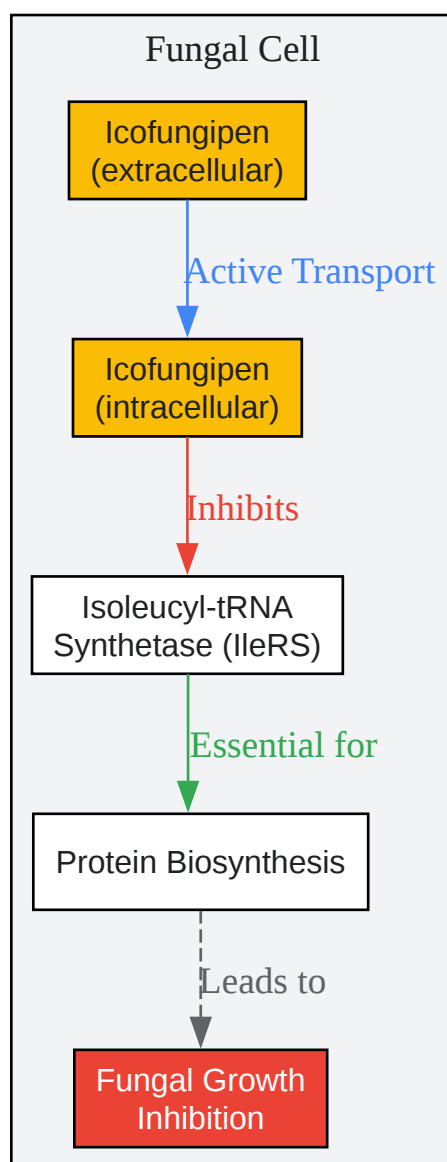 Fungal Cell
Icofungipen
(extracellular)
Active Transport
Icofungipen
(intracellular)
Inhibits
Isoleucyl-tRNA
Synthetase (IleRS)
Essential for
Protein Biosynthesis
Leads to
Fungal Growth
Inhibition